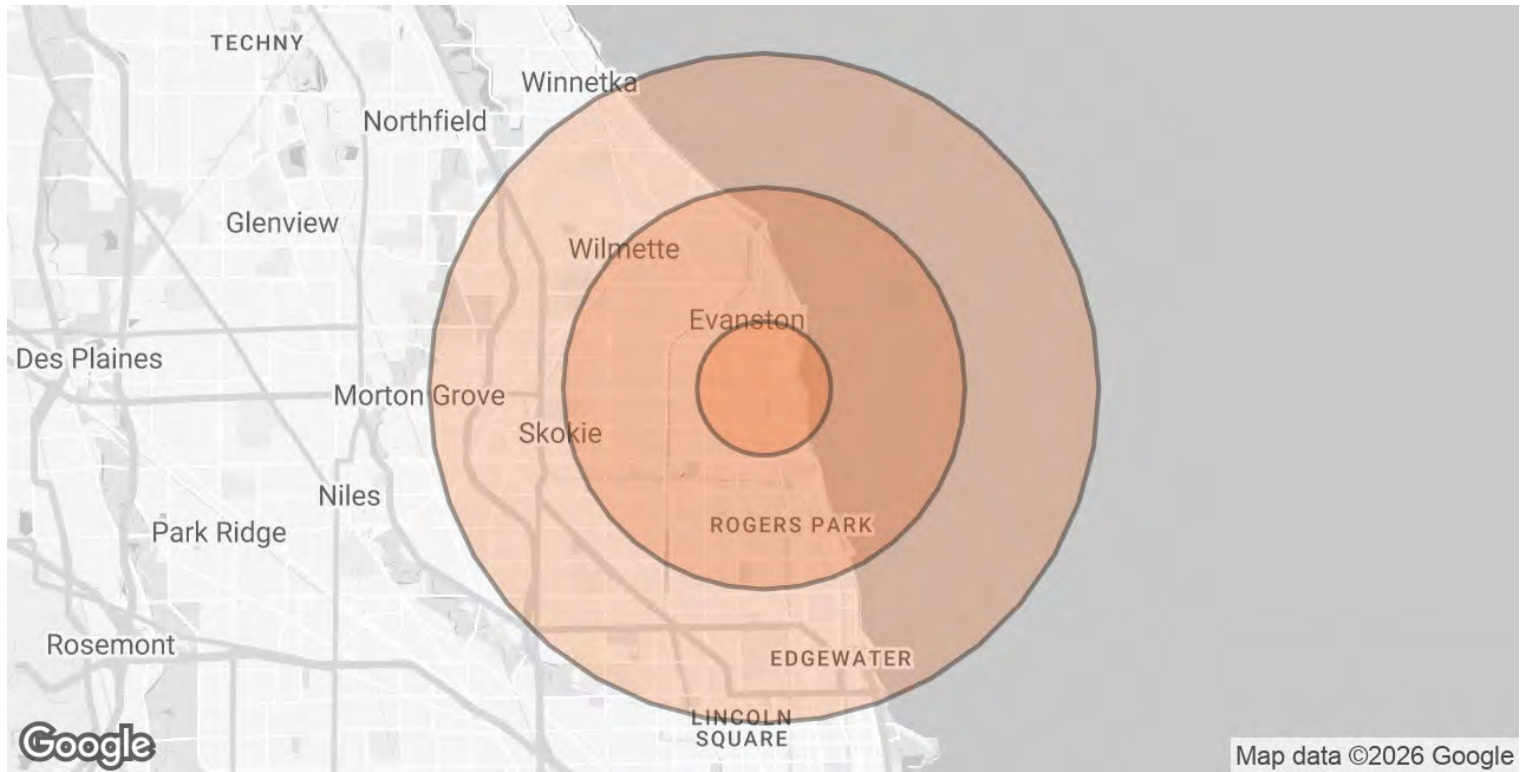 TECHNY
Winnetka
Northfield
Glenview
Wilmette
Evanston
Des Plaines
Morton Grove
Skokie
Niles
ROGERS PARK
Park Ridge
Rosemont
EDGEWATER
LINCOLN
SQUARE
Google
Map data ©2026 Google